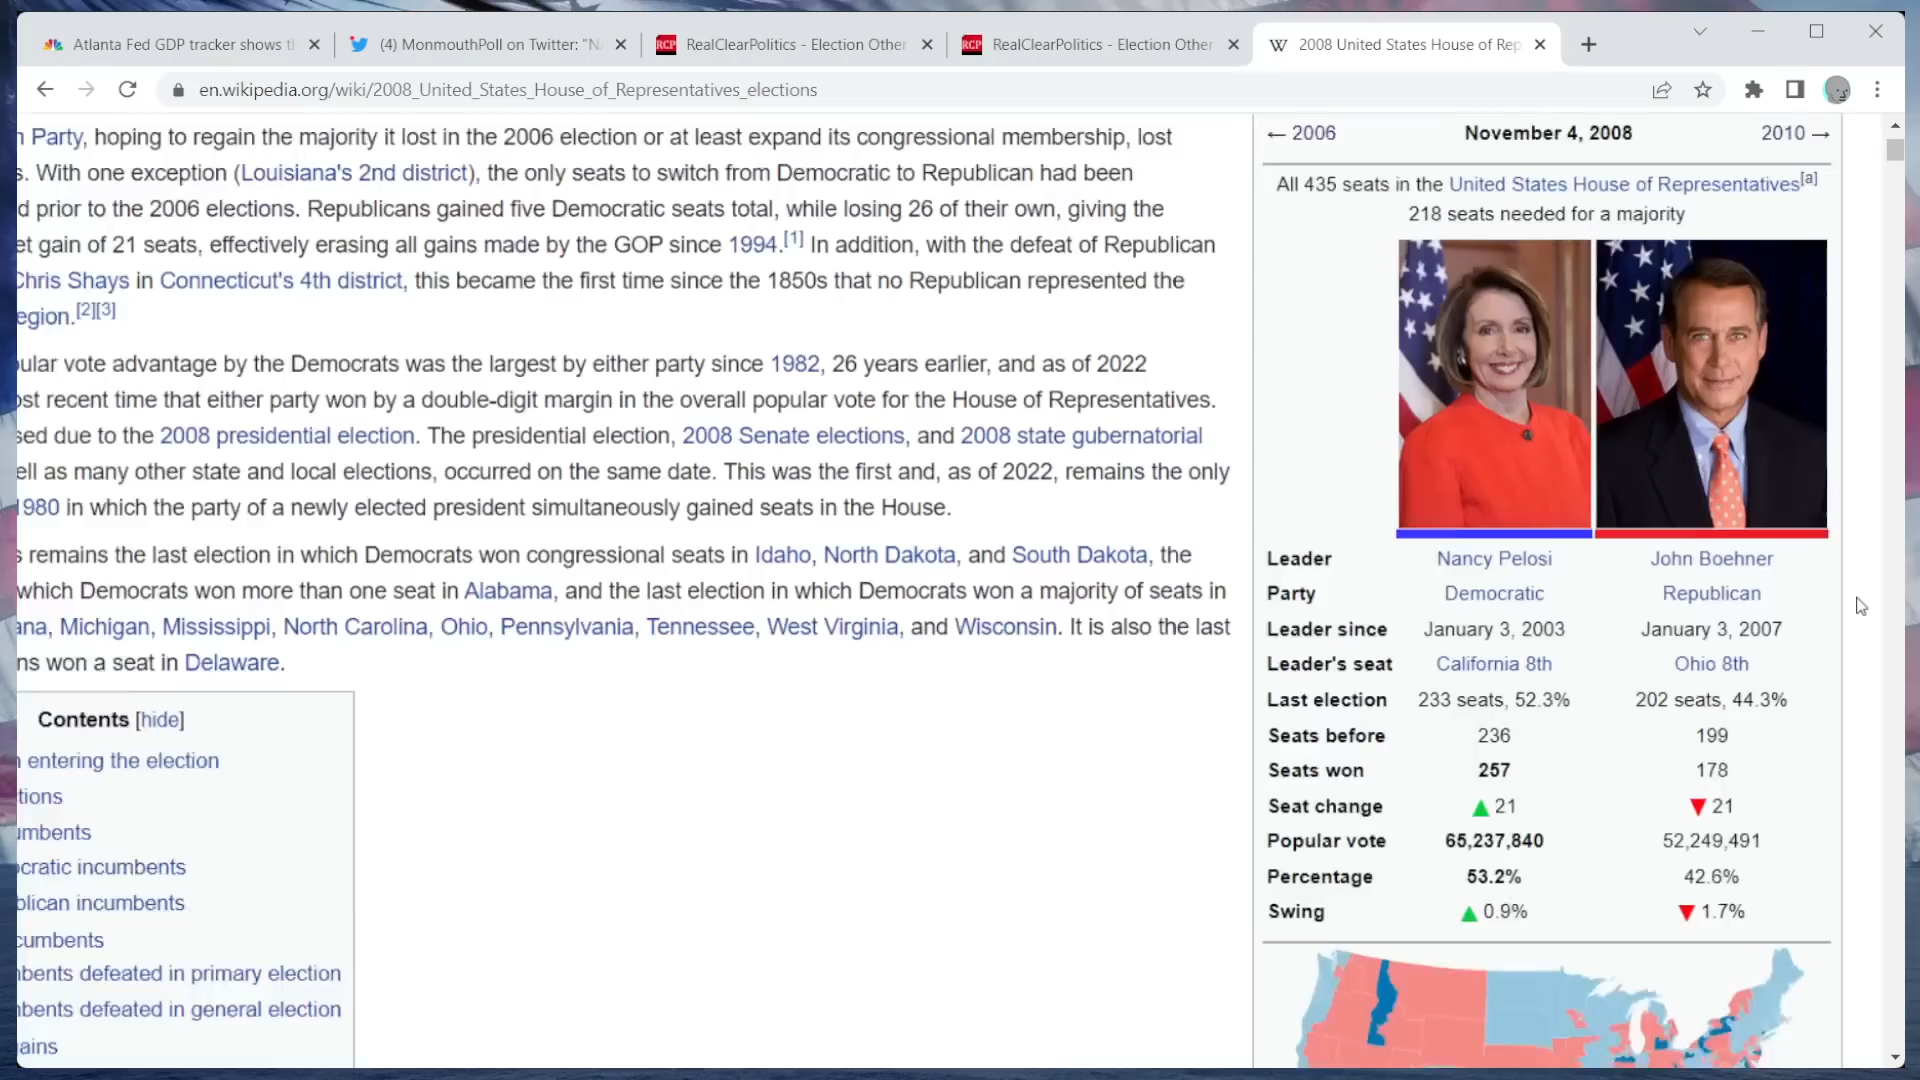 Atlanta Fed GDP tracker shows t
(4) MonmouthPoll on Twitter: "N
RCP
RealClearPolitics - Election Other
RCP
RealClearPolitics - Election Other
W
2008 United States House of Rep
en.wikipedia.org/wiki/2008_United_States_House_of_Representatives_elections
n Party, hoping to regain the majority it lost in the 2006 election or at least expand its congressional membership, lost
s. With one exception (Louisiana's 2nd district), the only seats to switch from Democratic to Republican had been
d prior to the 2006 elections. Republicans gained five Democratic seats total, while losing 26 of their own, giving the
et gain of 21 seats, effectively erasing all gains made by the GOP since 1994.[1] In addition, with the defeat of Republican
Chris Shays in Connecticut's 4th district, this became the first time since the 1850s that no Republican represented the
egion.[2][3]
ular vote advantage by the Democrats was the largest by either party since 1982, 26 years earlier, and as of 2022
ost recent time that either party won by a double-digit margin in the overall popular vote for the House of Representatives.
sed due to the 2008 presidential election. The presidential election, 2008 Senate elections, and 2008 state gubernatorial
ell as many other state and local elections, occurred on the same date. This was the first and, as of 2022, remains the only
1980 in which the party of a newly elected president simultaneously gained seats in the House.
s remains the last election in which Democrats won congressional seats in Idaho, North Dakota, and South Dakota, the
which Democrats won more than one seat in Alabama, and the last election in which Democrats won a majority of seats in
ana, Michigan, Mississippi, North Carolina, Ohio, Pennsylvania, Tennessee, West Virginia, and Wisconsin. It is also the last
ns won a seat in Delaware.
Contents [hide]
n entering the election
tions
umbents
ocratic incumbents
blican incumbents
cumbents
nbents defeated in primary election
nbents defeated in general election
ains
← 2006 November 4, 2008 2010 →
All 435 seats in the United States House of Representatives[a]
218 seats needed for a majority
Leader Nancy Pelosi John Boehner
Party Democratic Republican
Leader since January 3, 2003 January 3, 2007
Leader's seat California 8th Ohio 8th
Last election 233 seats, 52.3% 202 seats, 44.3%
Seats before 236 199
Seats won 257 178
Seat change ▲ 21 ▼ 21
Popular vote 65,237,840 52,249,491
Percentage 53.2% 42.6%
Swing ▲ 0.9% ▼ 1.7%